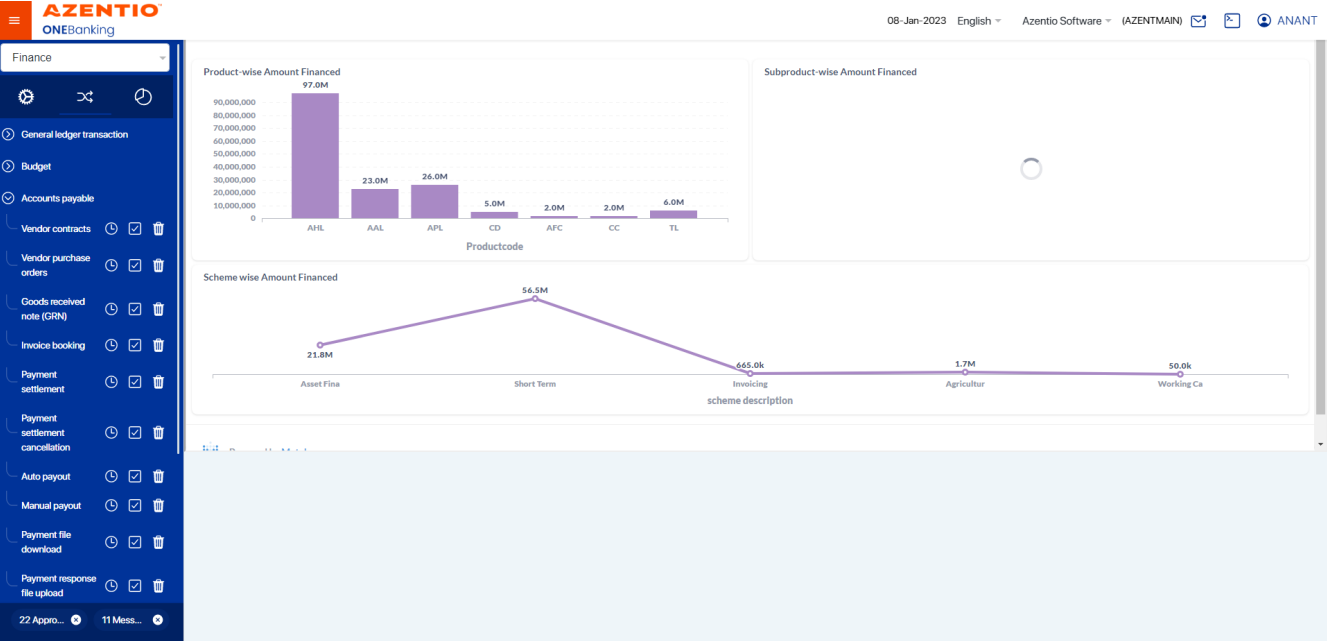 AZENTIO
ONEBanking
08-Jan-2023 English Azentio Software (AZENTMAIN) ANANT
Finance
General ledger transaction
Budget
Accounts payable
Vendor contracts
Vendor purchase
orders
Goods received
note (GRN)
Invoice booking
Payment
settlement
Payment
settlement
cancellation
Auto payout
Manual payout
Payment file
download
Payment response
file upload
22 Appro... 11 Mess...
Product-wise Amount Financed
97.0M
90,000,000
80,000,000
70,000,000
60,000,000
50,000,000
40,000,000
30,000,000
20,000,000
10,000,000
0
23.0M
26.0M
5.0M
2.0M
2.0M
6.0M
AHL AAL APL CD AFC CC TL
Productcode
Subproduct-wise Amount Financed
Scheme wise Amount Financed
56.5M
21.8M
665.0k
1.7M
50.0k
Asset Fina Short Term Invoicing Agricultur Working Ca
scheme description